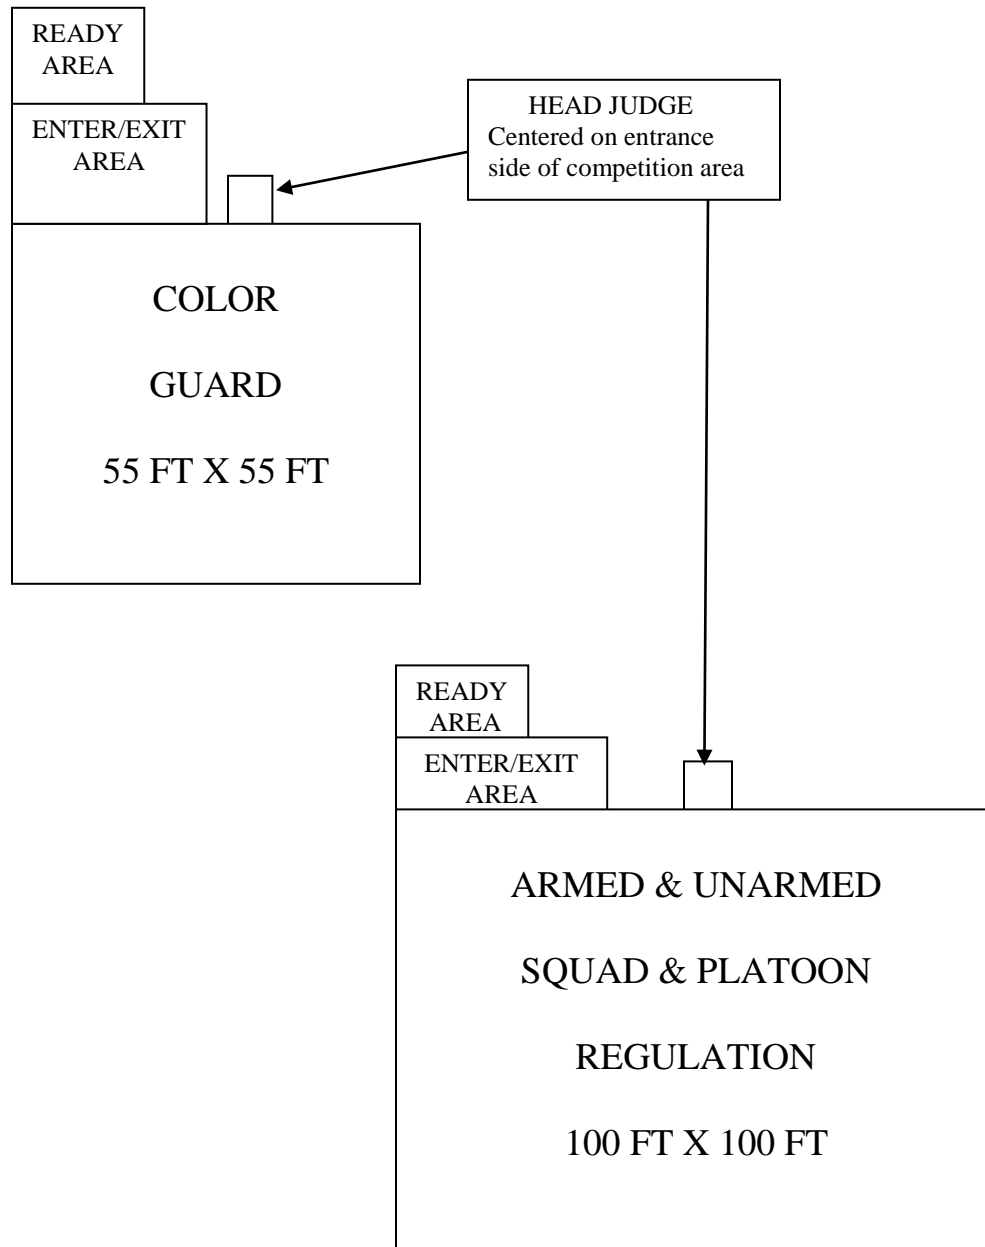 READY
AREA
ENTER/EXIT
AREA
HEAD JUDGE
Centered on entrance
side of competition area
COLOR
GUARD
55 FT X 55 FT
READY
AREA
ENTER/EXIT
AREA
ARMED & UNARMED
SQUAD & PLATOON
REGULATION
100 FT X 100 FT